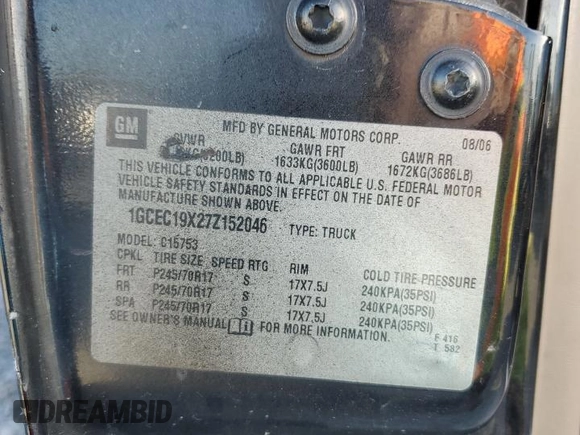 GM
MFD BY GENERAL MOTORS CORP. 08/06
GVWR GAWR FRT GAWR RR
KG(6200LB) 1633KG(3600LB) 1672KG(3686LB)
THIS VEHICLE CONFORMS TO ALL APPLICABLE U.S. FEDERAL MOTOR
VEHICLE SAFETY STANDARDS IN EFFECT ON THE DATE OF
MANUFACTURE SHOWN ABOVE.
1GCEC19X27Z152046 TYPE: TRUCK
MODEL: C15753
CPKL TIRE SIZE SPEED RTG RIM COLD TIRE PRESSURE
FRT P245/70R17 S 17X7.5J 240KPA(35PSI)
RR P245/70R17 S 17X7.5J 240KPA(35PSI)
SPA P245/70R17 S 17X7.5J 240KPA(35PSI)
SEE OWNER'S MANUAL FOR MORE INFORMATION.
F 416
T 582
DREAMBID